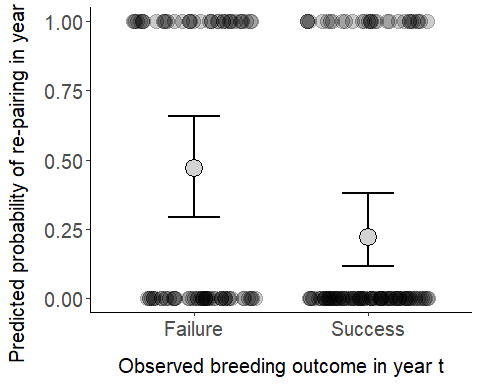 Predicted probability of re-pairing in year
1.00
0.75
0.50
0.25
0.00
Failure Success
Observed breeding outcome in year t